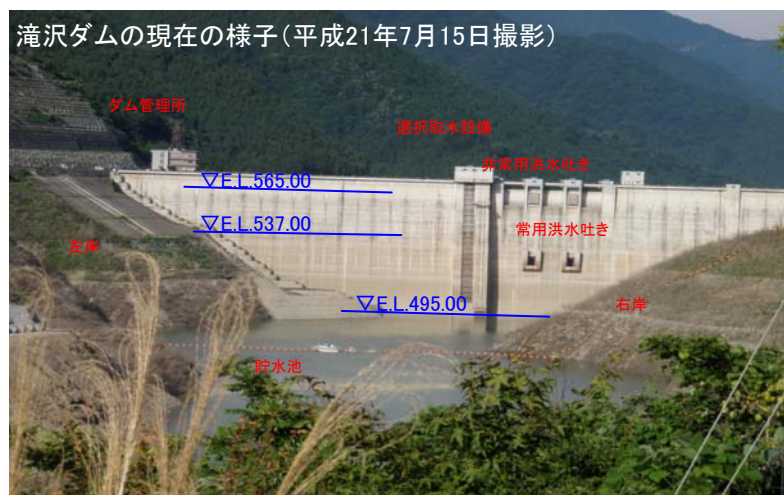 滝沢ダムの現在の様子(平成21年7月15日撮影)
ダム管理所
選択取水設備
非常用洪水吐き
▽E.L.565.00
▽E.L.537.00
常用洪水吐き
左岸
▽E.L.495.00
右岸
貯水池